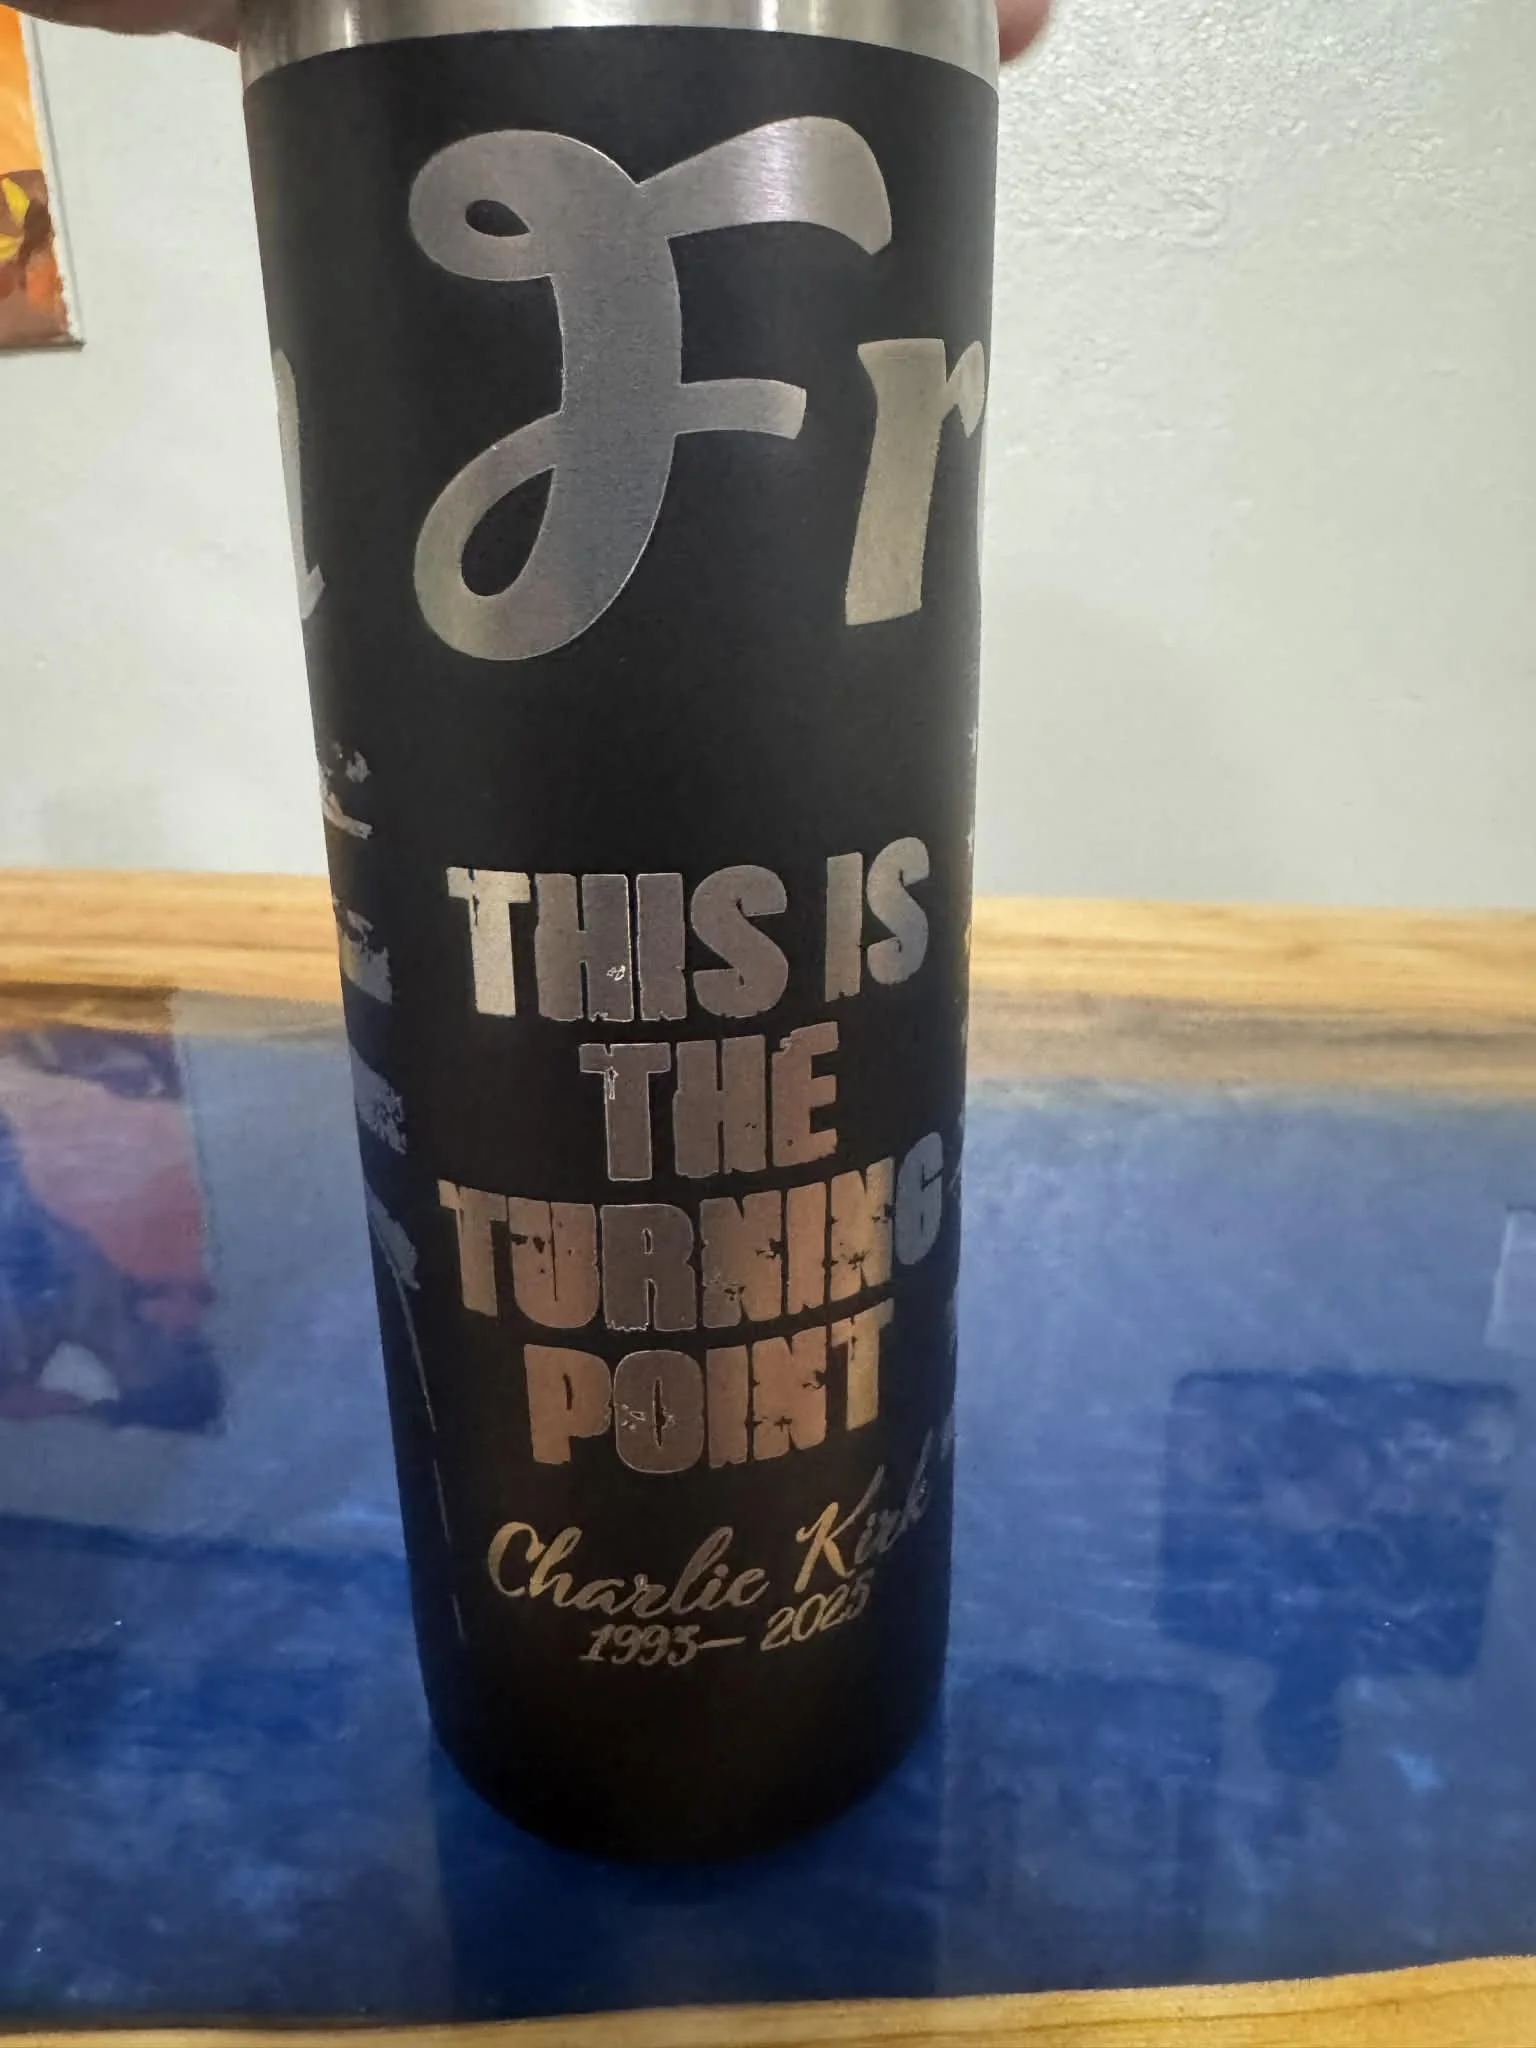 Fr
THIS IS
THE
TURNING
POINT
Charlie Kirk
1993– 2025